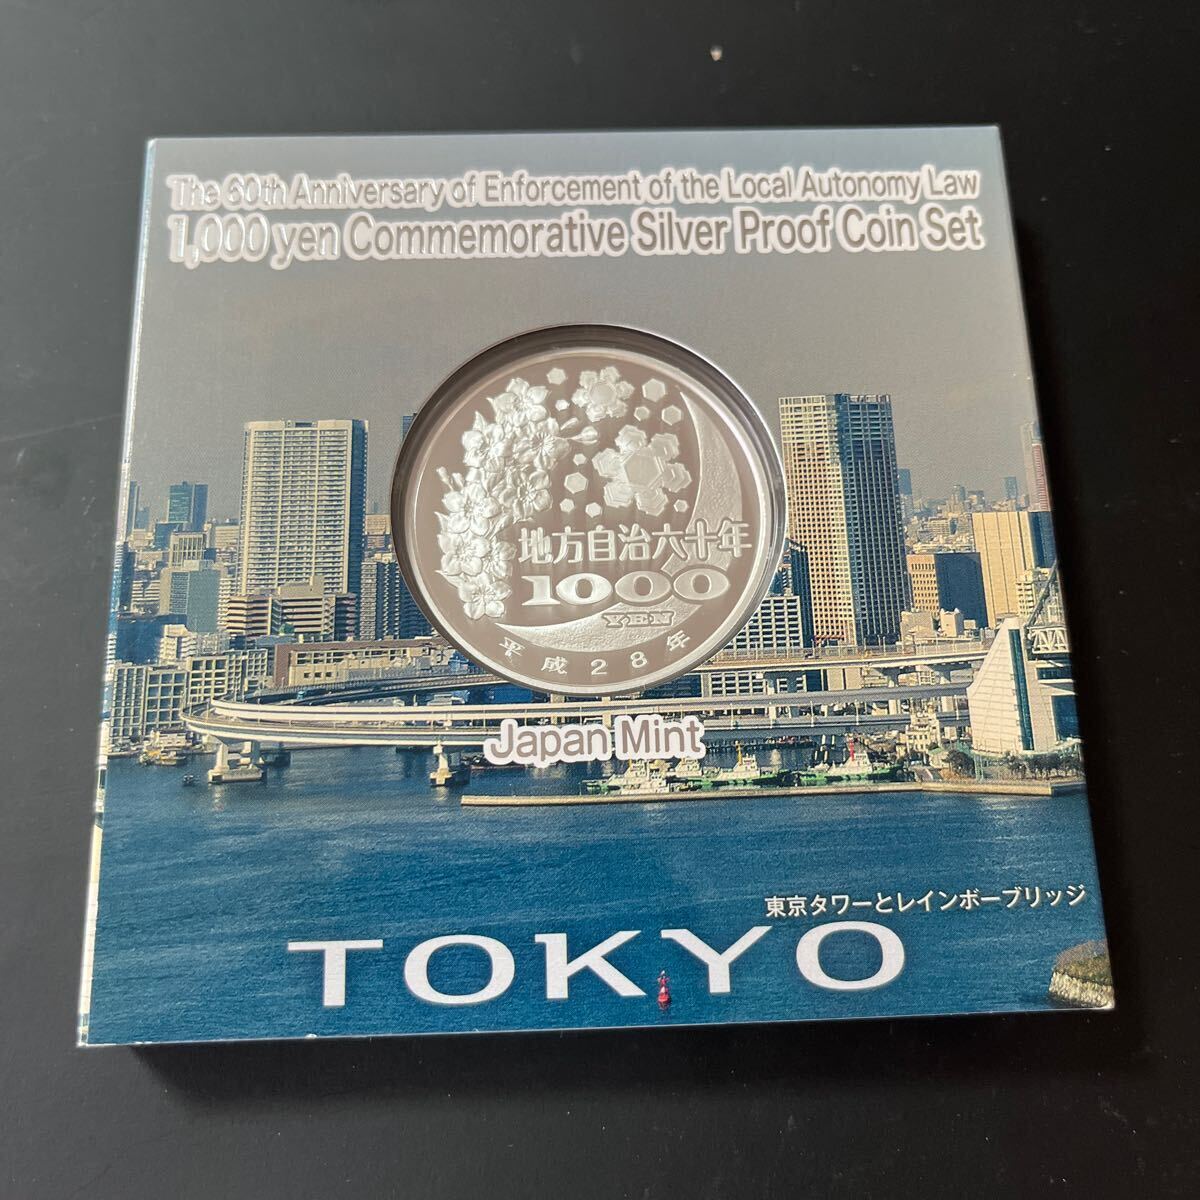 The 60th Anniversary of Enforcement of the Local Autonomy Law
1,000 yen Commemorative Silver Proof Coin Set
地方自治六十年
1000
YEN
平成28年
Japan Mint
東京タワーとレインボーブリッジ
TOKYO